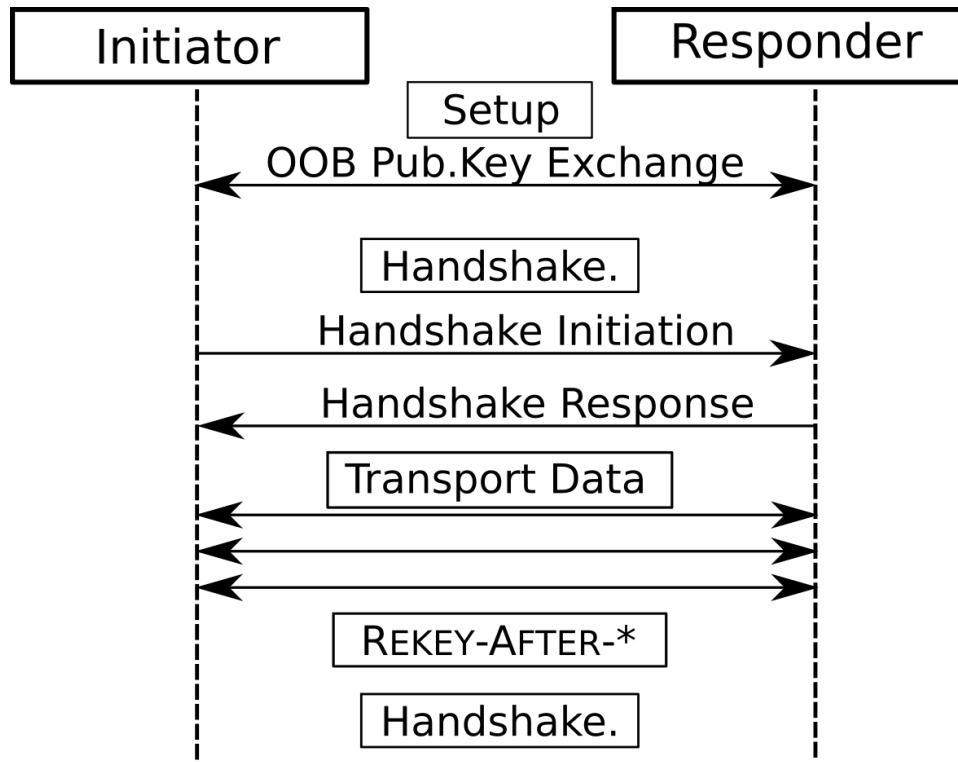 Initiator
Responder
Setup
OOB Pub.Key Exchange
Handshake.
Handshake Initiation
Handshake Response
Transport Data
REKEY-AFTER-*
Handshake.